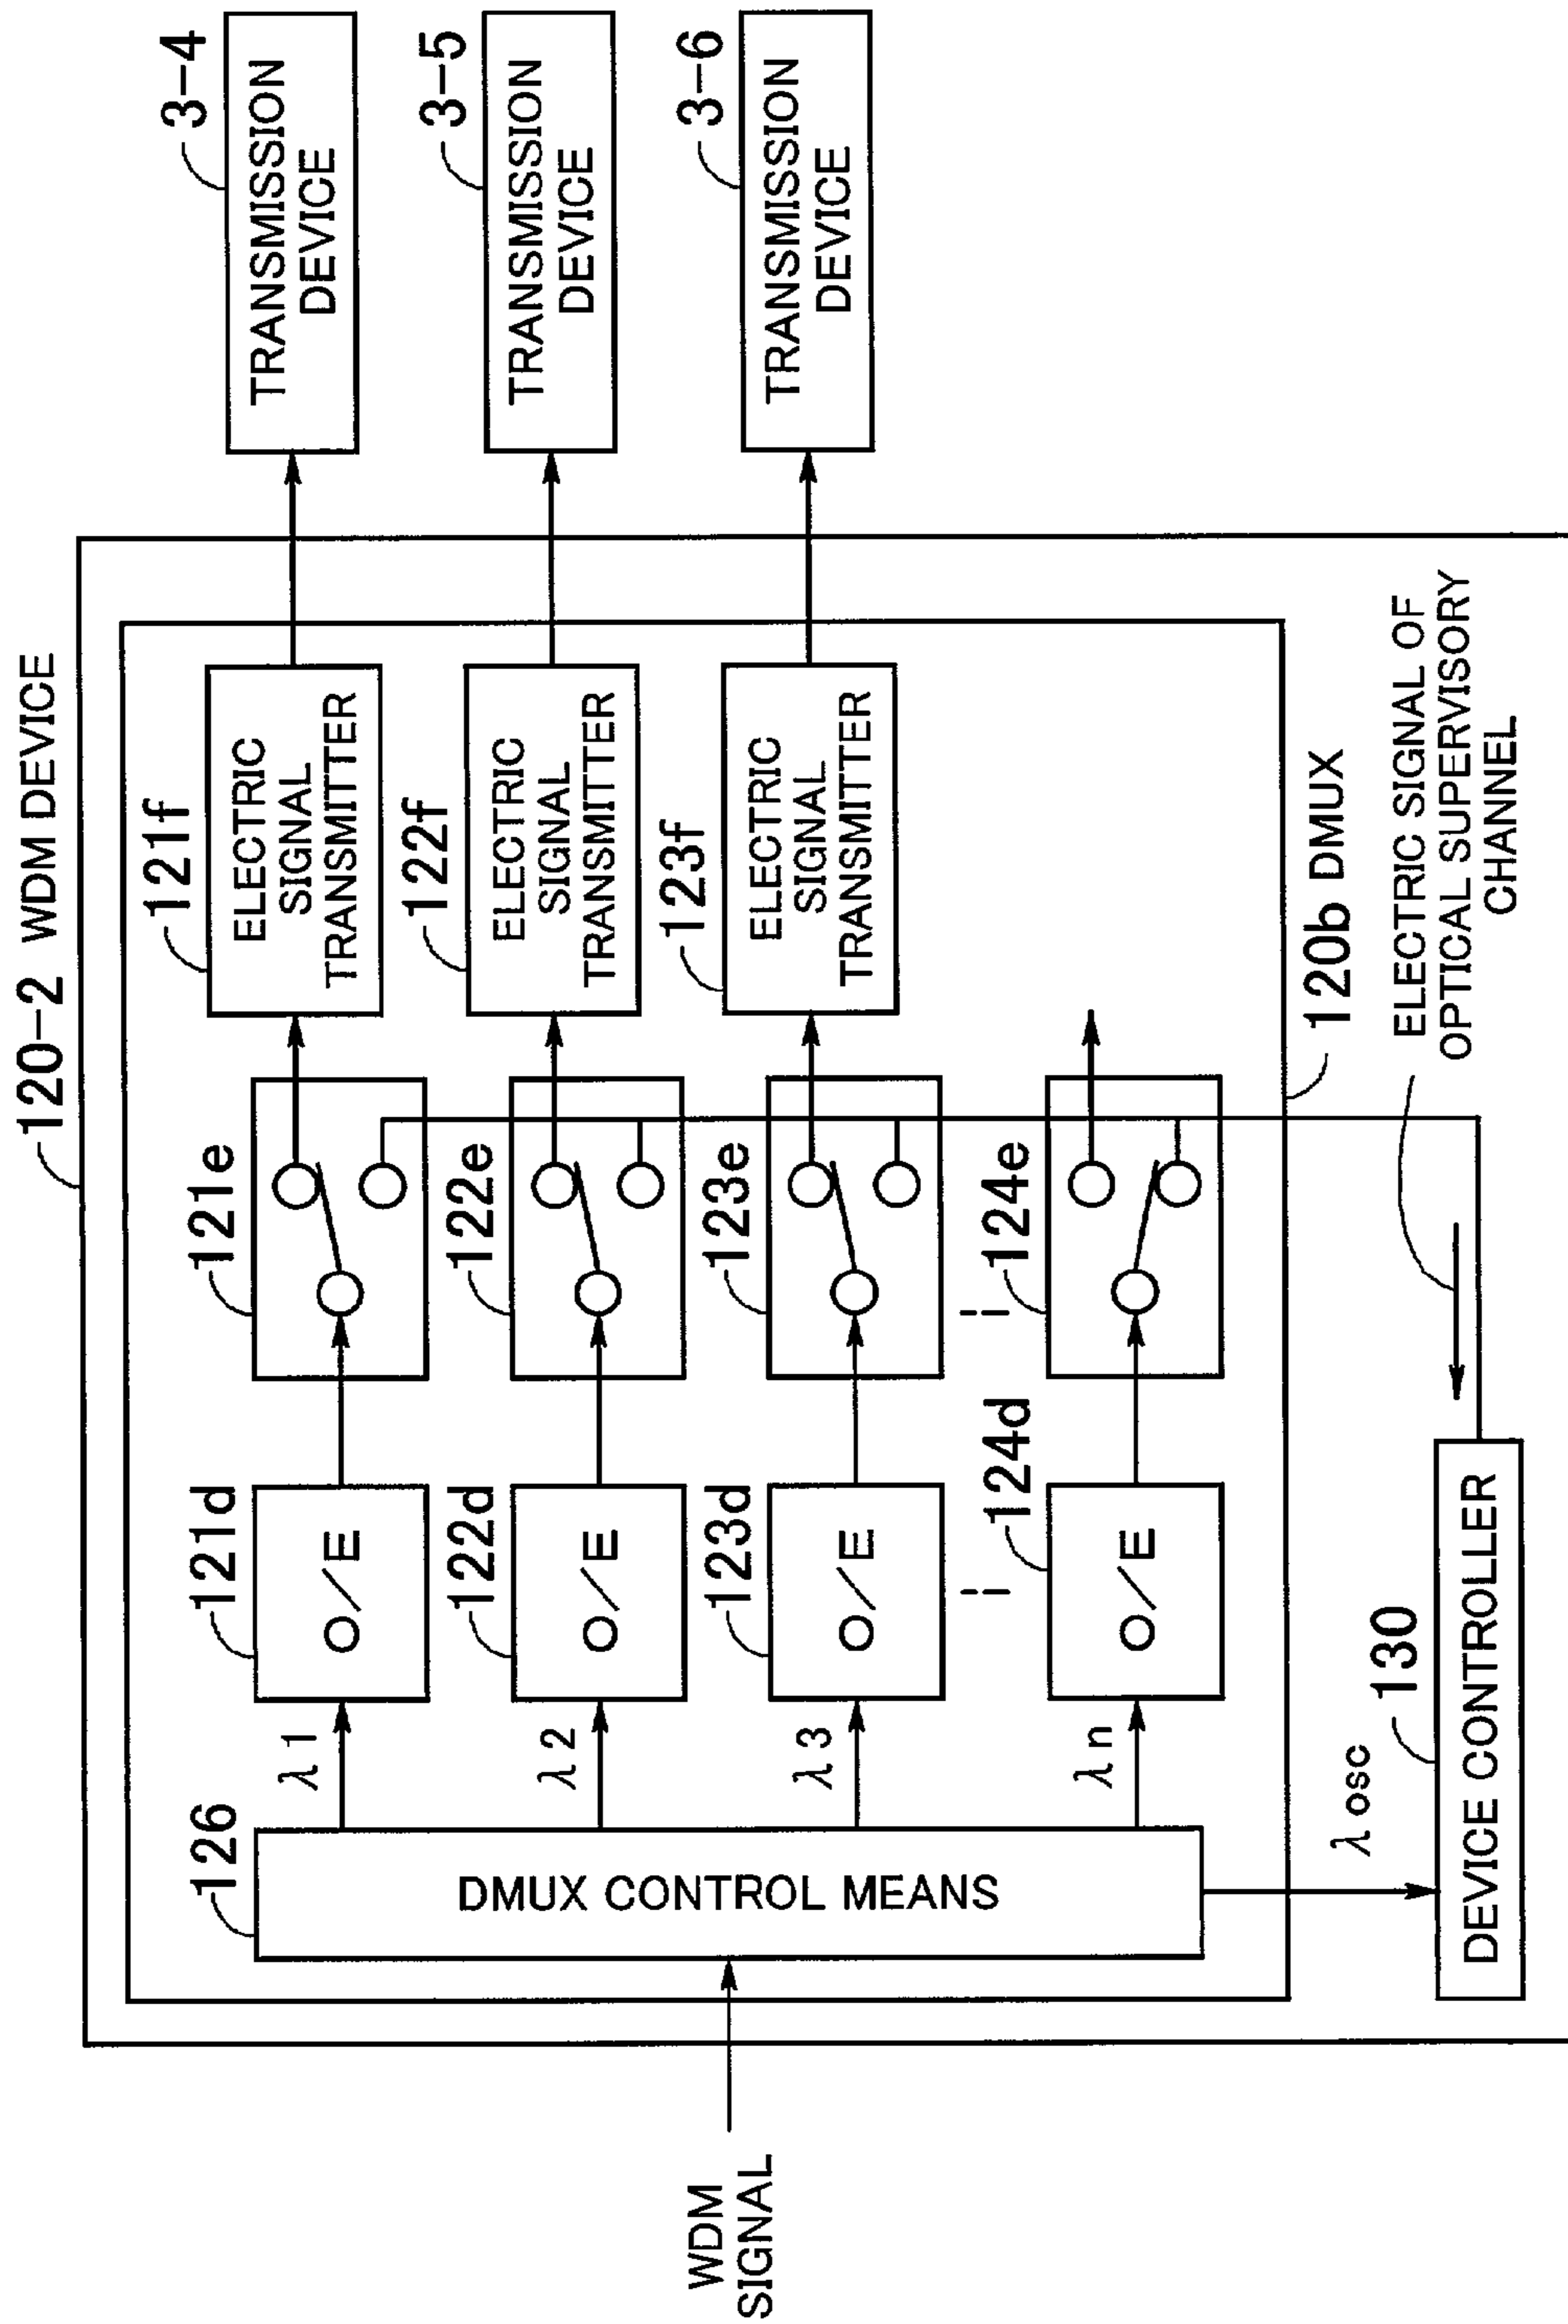 120-2 WDM DEVICE
3-4
TRANSMISSION
DEVICE
3-5
TRANSMISSION
DEVICE
3-6
TRANSMISSION
DEVICE
121f
ELECTRIC
SIGNAL
TRANSMITTER
122f
ELECTRIC
SIGNAL
TRANSMITTER
123f
ELECTRIC
SIGNAL
TRANSMITTER
121e
122e
123e
124e
121d
O/E
122d
O/E
123d
O/E
124d
O/E
λ1
λ2
λ3
λn
126
DMUX CONTROL MEANS
WDM
SIGNAL
120b DMUX
ELECTRIC SIGNAL OF
OPTICAL SUPERVISORY
CHANNEL
λosc
130
DEVICE CONTROLLER